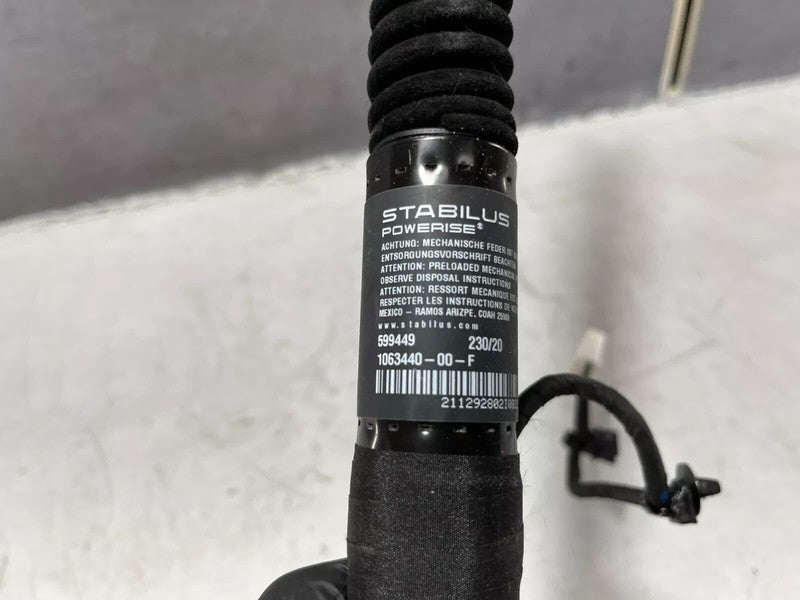 STABILUS
POWERISE®
ACHTUNG: MECHANISCHE FEDER
ENTSORGUNGSVORSCHRIFT
ATTENTION: PRELOADED
OBSERVE DISPOSAL INSTRUCTIONS
ATTENTION: RESSORT MECANIQUE
RESPECTER LES INSTRUCTIONS DE
MEXICO - RAMOS ARIZPE, COAH
www.stabilus.com
599449 230/20
1063440-00-F